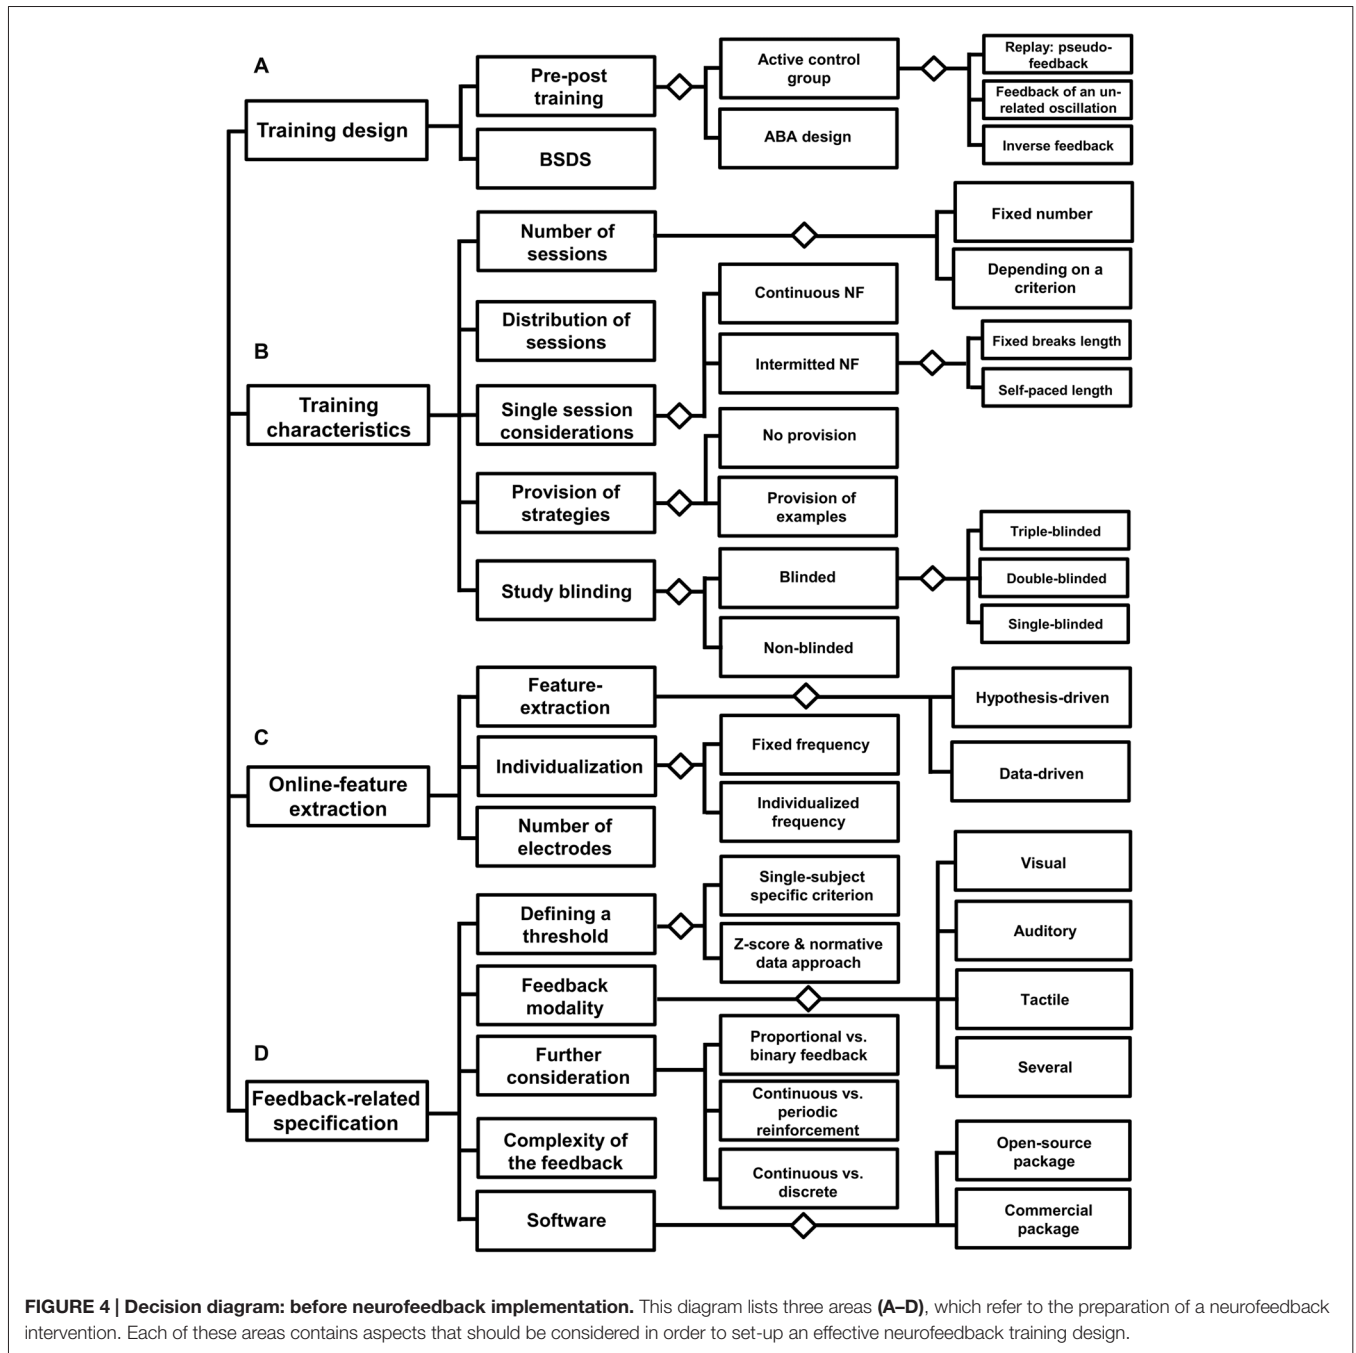 A
Training design
Pre-post
training
BSDS
Active control
group
ABA design
Replay: pseudo-
feedback
Feedback of an un-
related oscillation
Inverse feedback
B
Training
characteristics
Number of
sessions
Fixed number
Depending on a
criterion
Distribution of
sessions
Single session
considerations
Continuous NF
Intermitted NF
Fixed breaks length
Self-paced length
Provision of
strategies
No provision
Provision of
examples
Study blinding
Blinded
Non-blinded
Triple-blinded
Double-blinded
Single-blinded
C
Online-feature
extraction
Feature-
extraction
Hypothesis-driven
Data-driven
Individualization
Fixed frequency
Individualized
frequency
Number of
electrodes
D
Feedback-related
specification
Defining a
threshold
Single-subject
specific criterion
Z-score & normative
data approach
Feedback
modality
Visual
Auditory
Tactile
Several
Further
consideration
Proportional vs.
binary feedback
Continuous vs.
periodic
reinforcement
Continuous vs.
discrete
Complexity of
the feedback
Software
Open-source
package
Commercial
package
FIGURE 4 | Decision diagram: before neurofeedback implementation. This diagram lists three areas (A–D), which refer to the preparation of a neurofeedback
intervention. Each of these areas contains aspects that should be considered in order to set-up an effective neurofeedback training design.